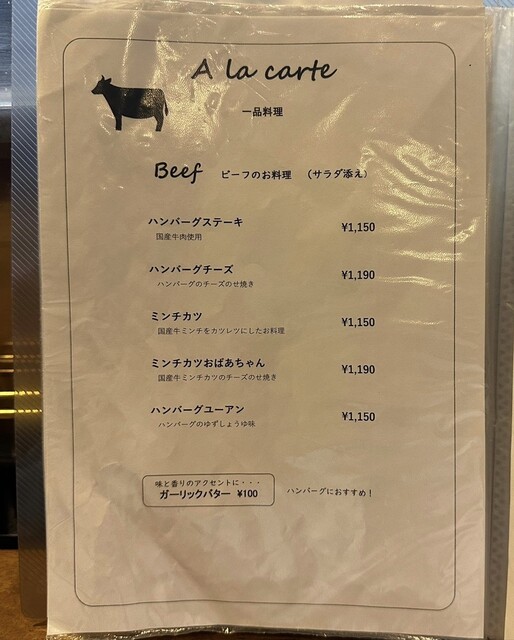 A la carte
一品料理
Beef ビーフのお料理 （サラダ添え）
ハンバーグステーキ ¥1,150
国産牛肉使用
ハンバーグチーズ ¥1,190
ハンバーグのチーズのせ焼き
ミンチカツ ¥1,150
国産牛ミンチをカツレツにしたお料理
ミンチカツおばあちゃん ¥1,190
国産牛ミンチカツのチーズのせ焼き
ハンバーグユーアン ¥1,150
ハンバーグのゆずしょうゆ味
味と香りのアクセントに・・・
ガーリックバター ¥100 ハンバーグにおすすめ！